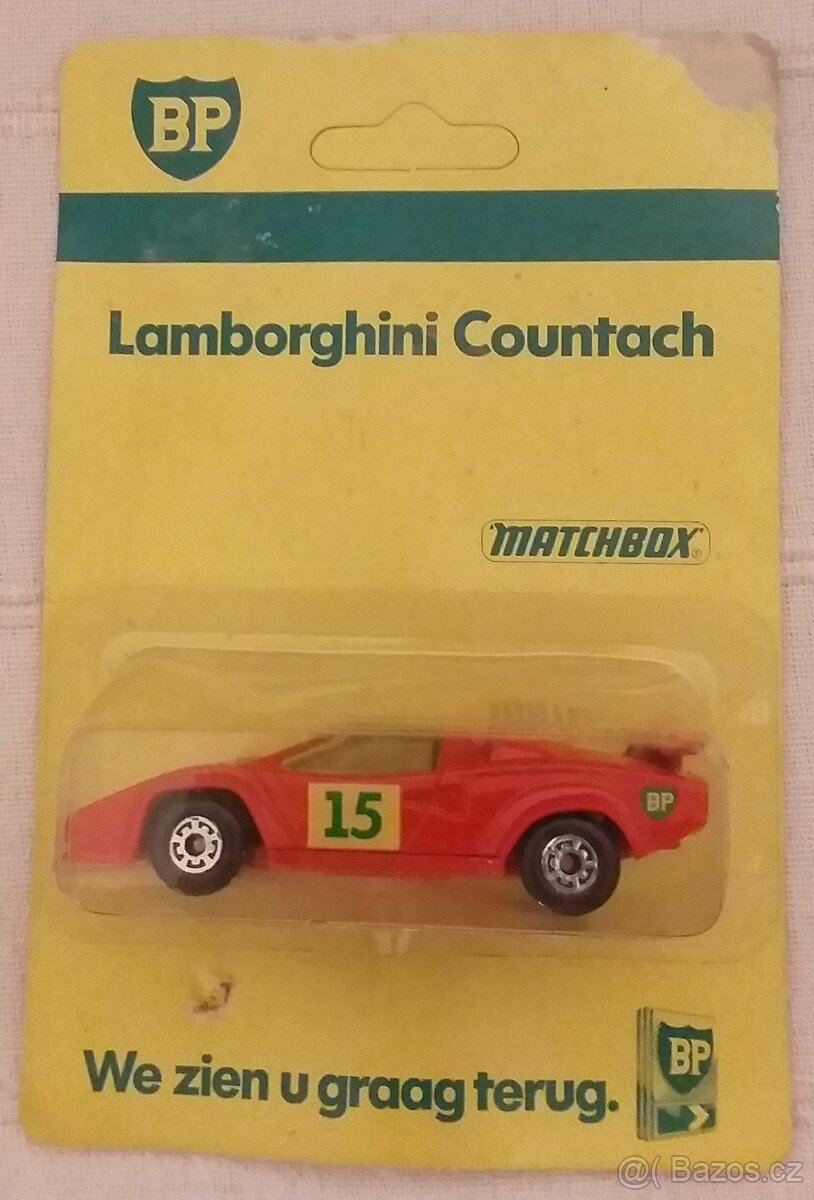 BP
Lamborghini Countach
MATCHBOX®
15
BP
We zien u graag terug.
BP
@( Bazos.cz